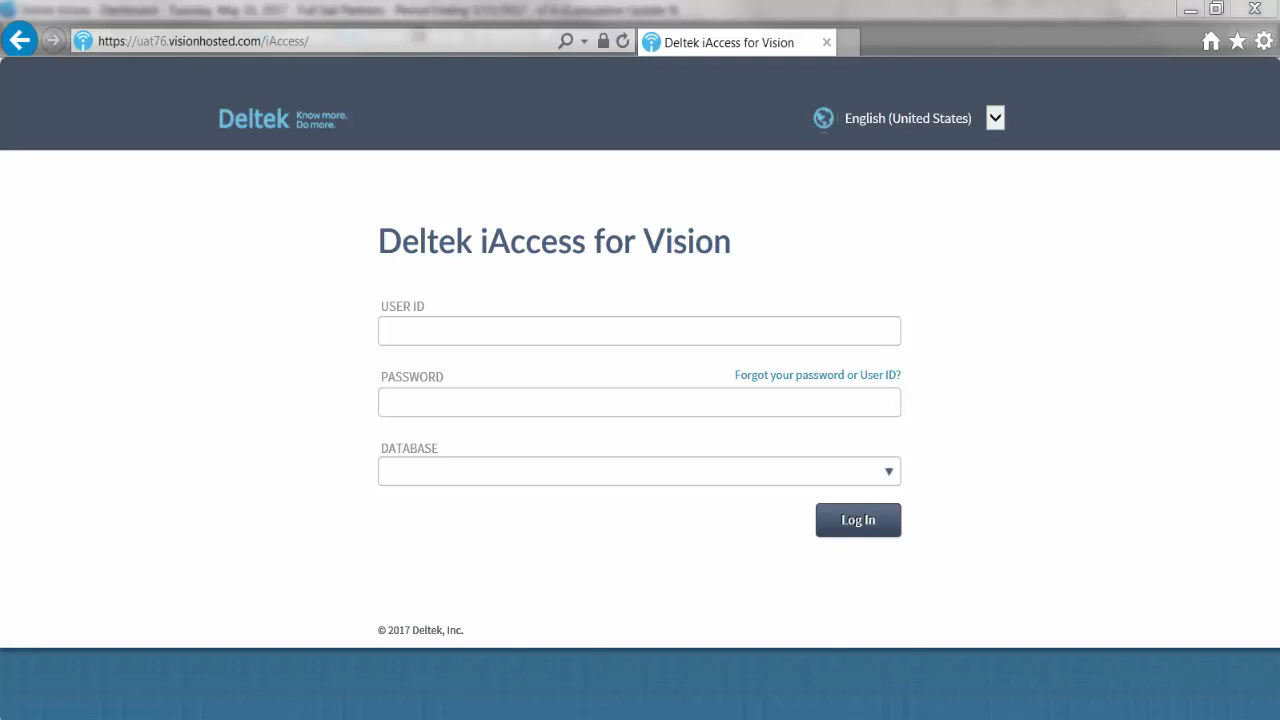 https://uat76.visionhosted.com/iAccess/
Deltek iAccess for Vision
Deltek Know more.
Do more.
English (United States)
Deltek iAccess for Vision
USER ID
PASSWORD
Forgot your password or User ID?
DATABASE
Log In
© 2017 Deltek, Inc.